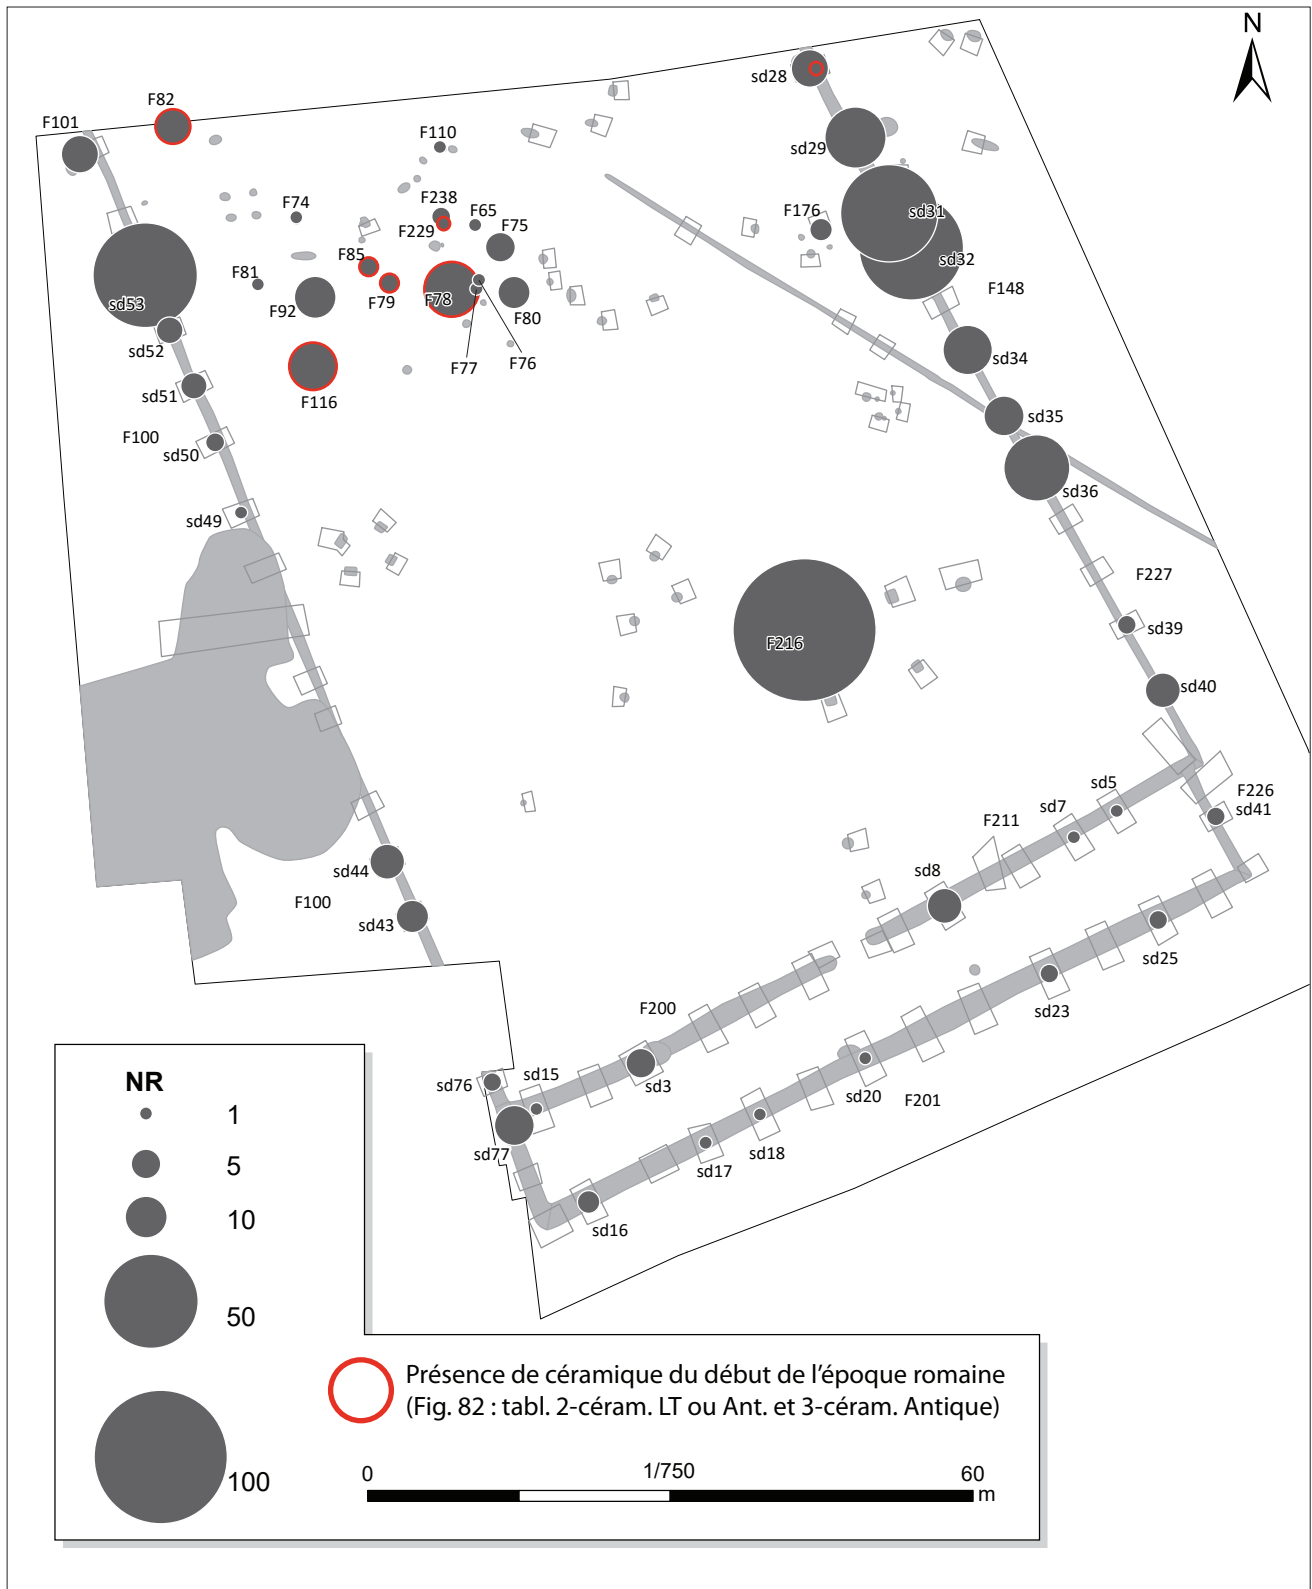 N
sd28
F82
F101
F110
sd29
F74
F238
F65
F176
sd31
F229
F75
F85
sd32
F81
F79
F78
F148
F92
F80
sd53
sd52
F77
F76
sd34
sd51
F116
sd35
F100
sd50
sd36
sd49
F227
sd39
F216
sd40
sd5
F226
sd7
F211
sd41
sd44
sd8
F100
sd43
sd25
sd23
F200
sd76
sd15
sd3
sd20
F201
sd77
sd18
sd17
sd16
NR
1
5
10
50
100
Présence de céramique du début de l'époque romaine
(Fig. 82 : tabl. 2-céram. LT ou Ant. et 3-céram. Antique)
0
1/750
60
m